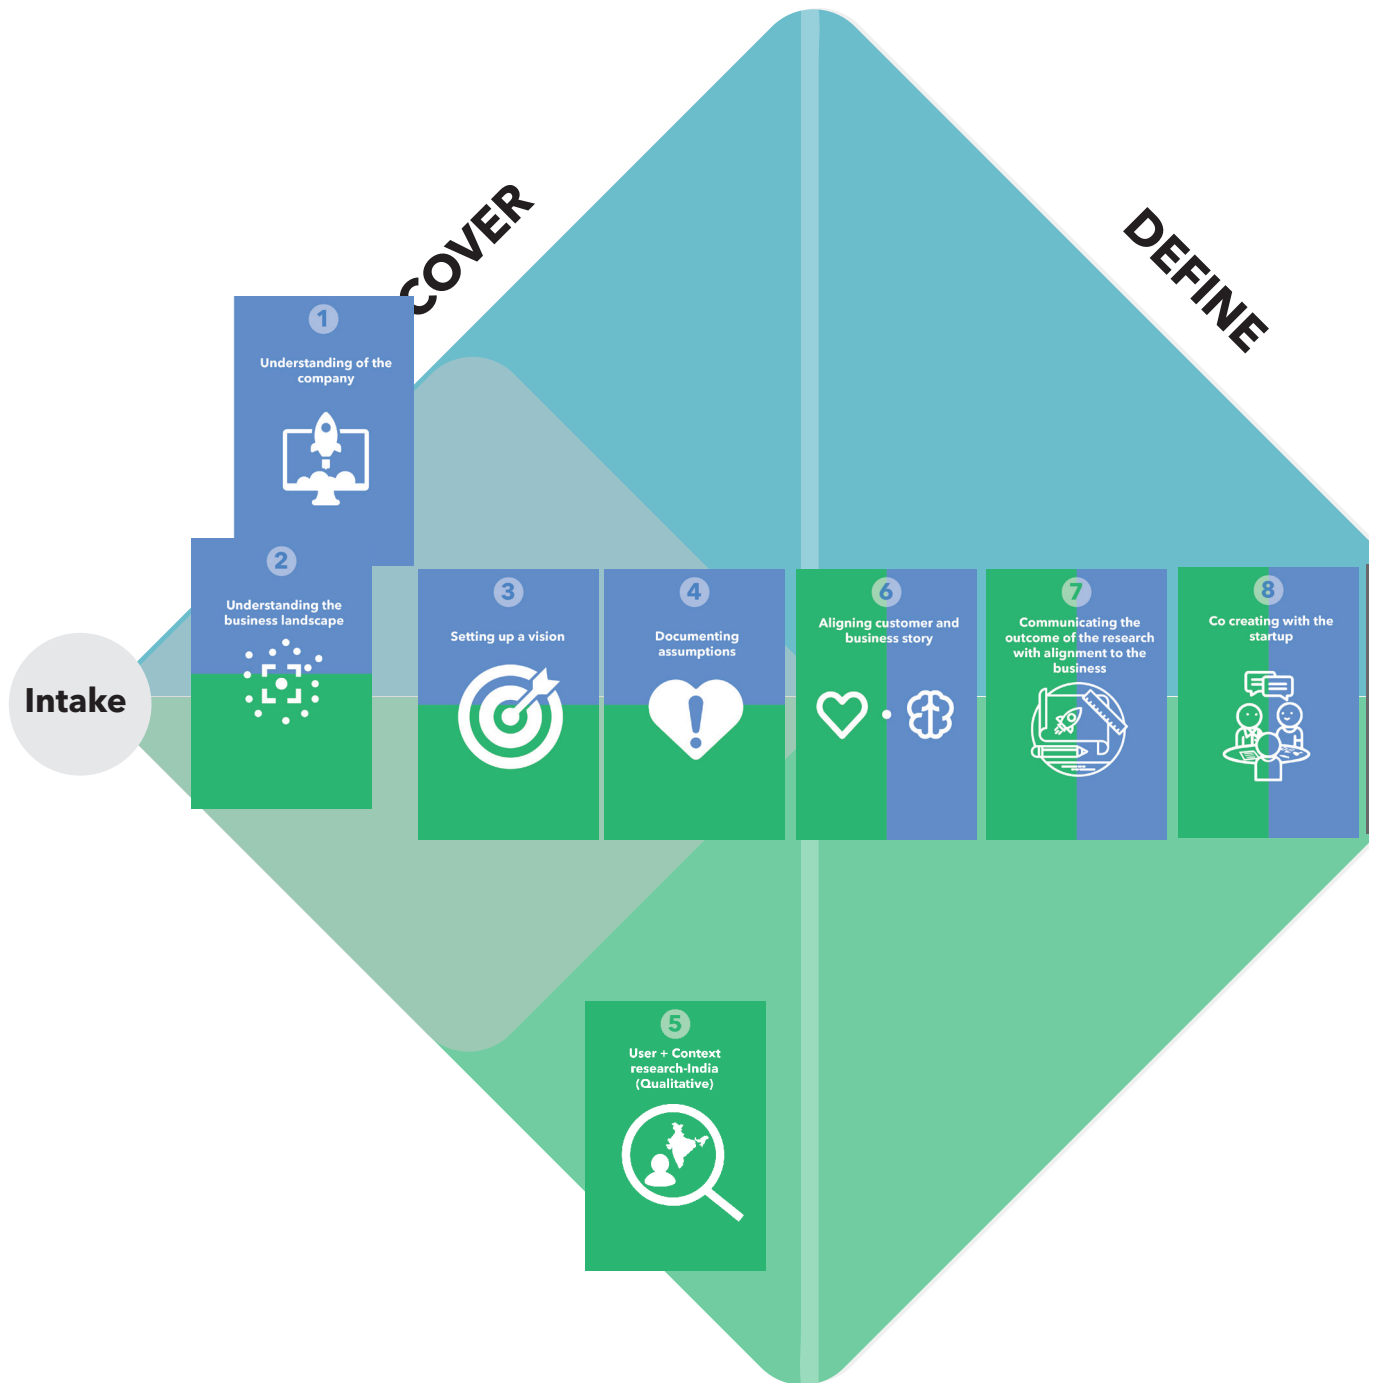 COVER
DEFINE
1
Understanding of the
company
2
Understanding the
business landscape
Intake
3
Setting up a vision
4
Documenting
assumptions
6
Aligning customer and
business story
7
Communicating the
outcome of the research
with alignment to the
business
8
Co creating with the
startup
5
User + Context
research-India
(Qualitative)